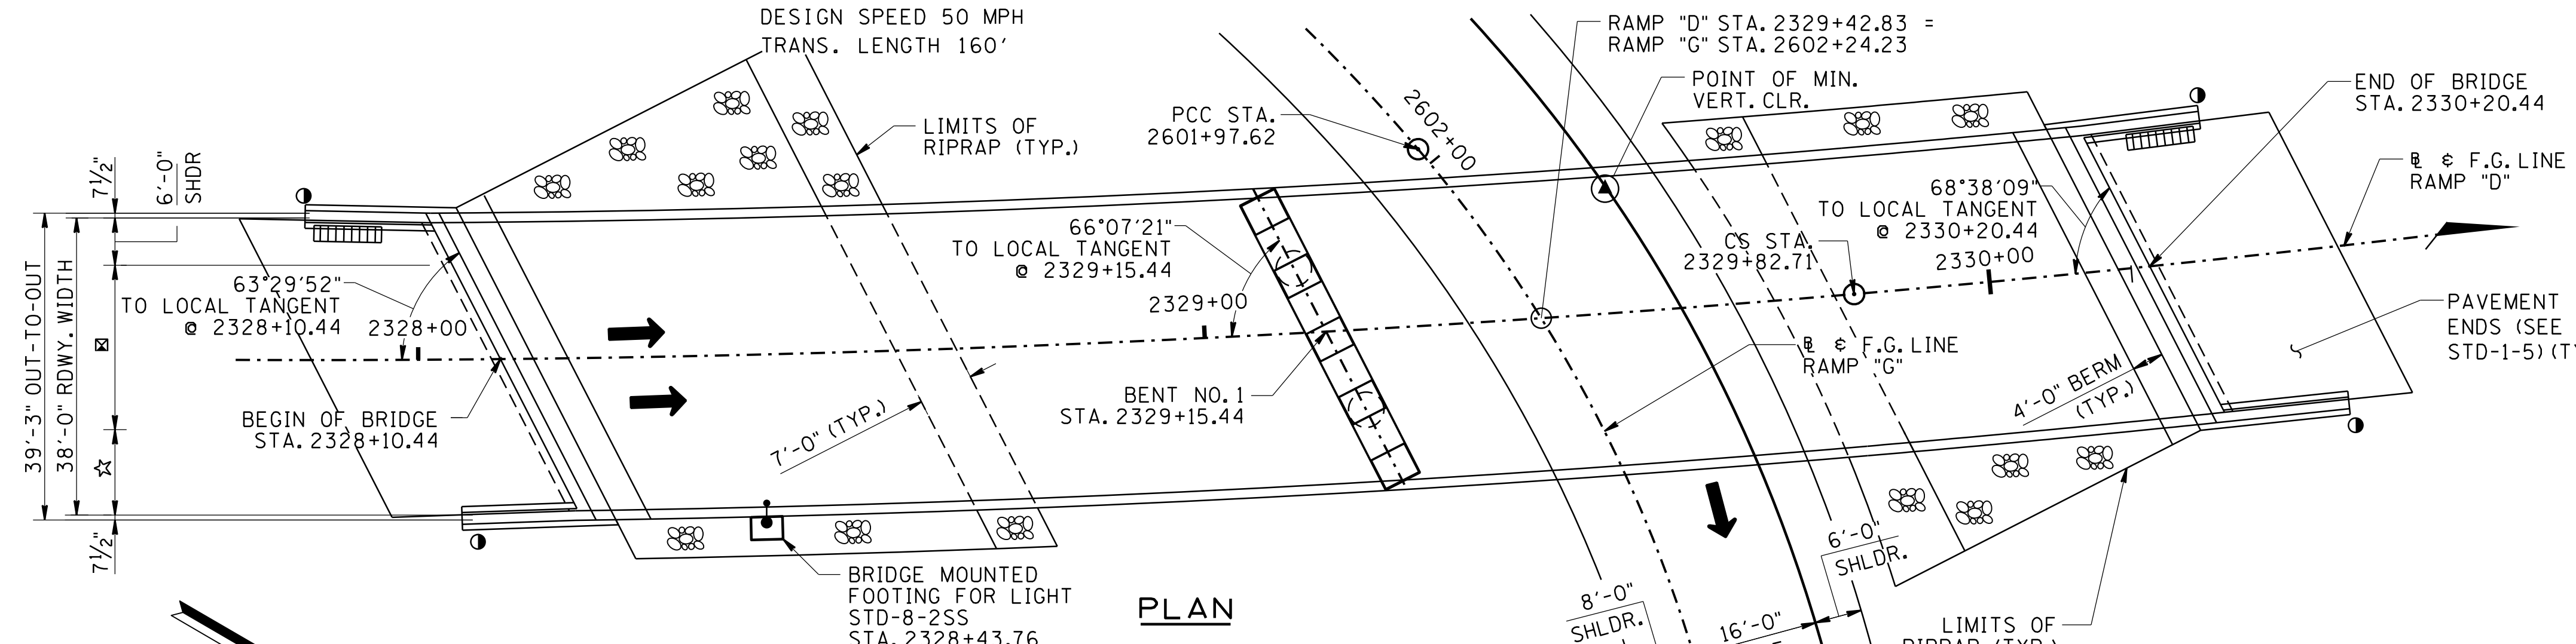 DESIGN SPEED 50 MPH
TRANS. LENGTH 160'
RAMP "D" STA. 2329+42.83 =
RAMP "G" STA. 2602+24.23
POINT OF MIN.
VERT. CLR.
END OF BRIDGE
STA. 2330+20.44
PCC STA.
2601+97.62
2602+00
LIMITS OF
RIPRAP (TYP.)
7½"
6'-0"
SHDR
℄ & F.G. LINE
RAMP "D"
68°38'09"
TO LOCAL TANGENT
@ 2330+20.44
66°07'21"
TO LOCAL TANGENT
@ 2329+15.44
CS STA.
2329+82.71
2330+00
63°29'52"
TO LOCAL TANGENT
@ 2328+10.44
2328+00
2329+00
39'-3" OUT-TO-OUT
38'-0" RDWY. WIDTH
PAVEMENT
ENDS (SEE
STD-1-5) (TY
℄ & F.G. LINE
RAMP "G"
BEGIN OF BRIDGE
STA. 2328+10.44
7'-0" (TYP.)
BENT NO. 1
STA. 2329+15.44
4'-0" BERM
(TYP.)
7½"
BRIDGE MOUNTED
FOOTING FOR LIGHT
STD-8-2SS
STA. 2328+43.76
PLAN
8'-0"
SHLDR.
16'-0"
6'-0"
SHLDR.
LIMITS OF
RIPRAP (TYP.)